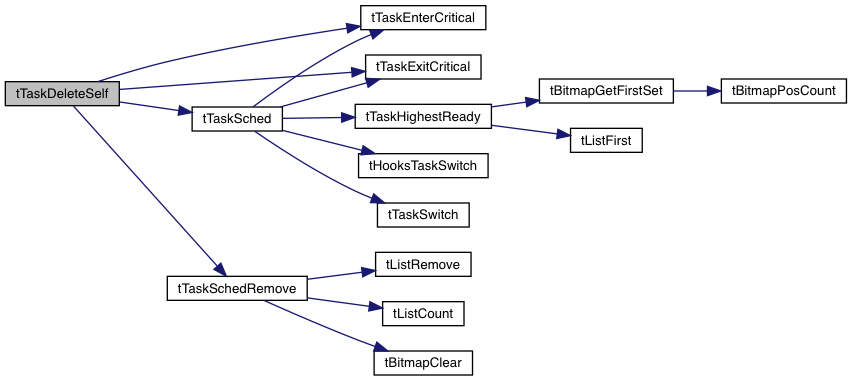 tTaskDeleteSelf
tTaskEnterCritical
tTaskExitCritical
tTaskSched
tTaskHighestReady
tBitmapGetFirstSet
tBitmapPosCount
tListFirst
tHooksTaskSwitch
tTaskSwitch
tTaskSchedRemove
tListRemove
tListCount
tBitmapClear